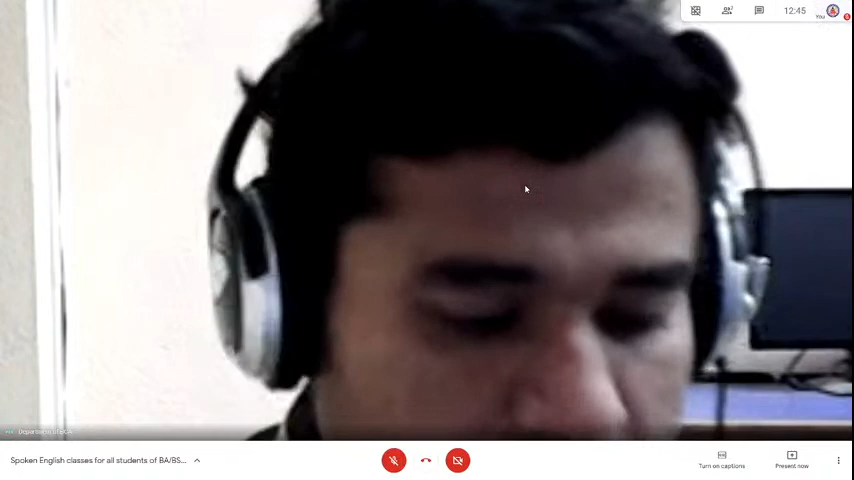 12:45
You
Spoken English classes for all students of BA/BS...
Turn on captions
Present now